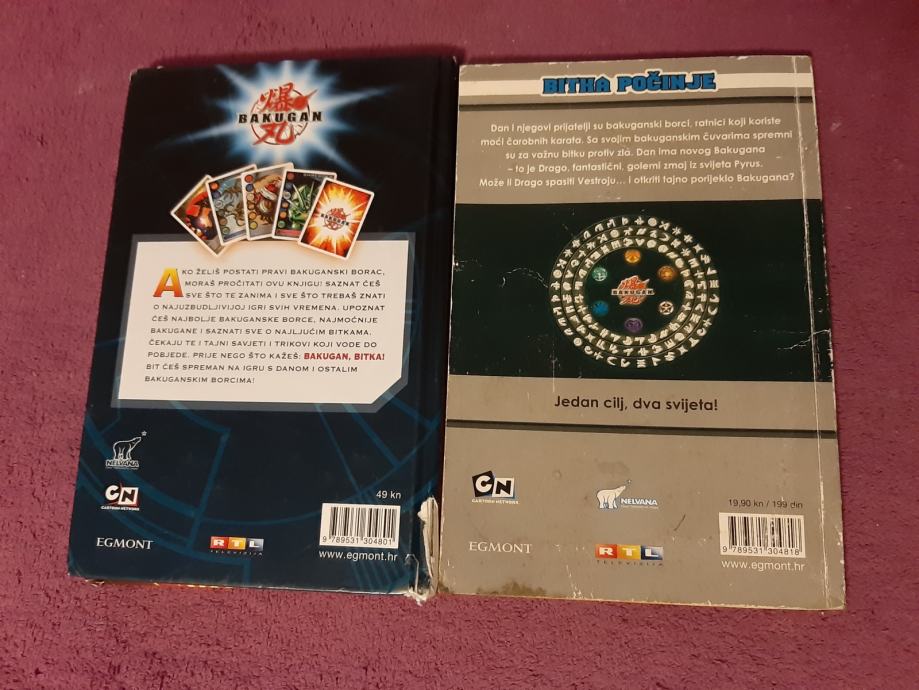 爆
BAKUGAN
丸
AKO ŽELIŠ POSTATI PRAVI BAKUGANSKI BORAC,
MORAŠ PROČITATI OVU KNJIGU! SAZNAT ĆEŠ
SVE ŠTO TE ZANIMA I SVE ŠTO TREBAŠ ZNATI
O NAJUZBUDLJIVIJOJ IGRI SVIH VREMENA. UPOZNAT
ĆEŠ NAJBOLJE BAKUGANSKE BORCE, NAJMOĆNIJE
BAKUGANE I SAZNATI SVE O NAJLJUĆIM BITKAMA.
ČEKAJU TE I TAJNI SAVJETI I TRIKOVI KOJI VODE DO
POBJEDE. PRIJE NEGO ŠTO KAŽEŠ: BAKUGAN, BITKA!
BIT ĆEŠ SPREMAN NA IGRU S DANOM I OSTALIM
BAKUGANSKIM BORCIMA!
NELVANA
CN
CARTOON NETWORK
EGMONT
RTL
TELEVIZIJA
49 kn
9 789531 304801
www.egmont.hr
BITKA POČINJE
Dan i njegovi prijatelji su bakuganski borci, ratnici koji koriste
moći čarobnih karata. Sa svojim bakuganskim čuvarima spremni
su za važnu bitku protiv zla. Dan ima novog Bakugana
– to je Drago, fantastični, golemi zmaj iz svijeta Pyrus.
Može li Drago spasiti Vestroju... i otkriti tajno porijeklo Bakugana?
BAKUGAN
Jedan cilj, dva svijeta!
CN
CARTOON NETWORK
NELVANA
19,90 kn / 199 din
EGMONT
RTL
TELEVIZIJA
9 789531 304818
www.egmont.hr